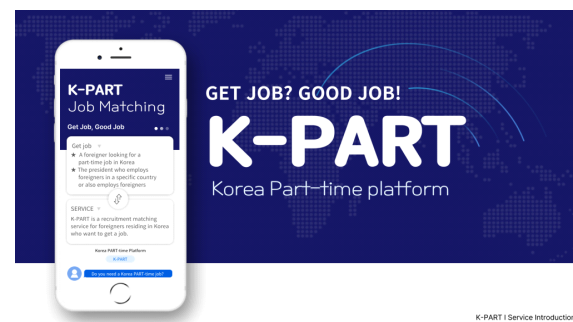 K-PART
Job Matching
Get Job, Good Job
Get job
★ A foreigner looking for a
part-time job in Korea
★ The president who employs
foreigners in a specific country
or also employs foreigners
SERVICE
K-PART is a recruitment matching
service for foreigners residing in Korea
who want to get a job.
Korea PART-time Platform
K-PART
Do you need a Korea PART-time job?
GET JOB? GOOD JOB!
K-PART
Korea Part-time platform
K-PART I Service Introduction